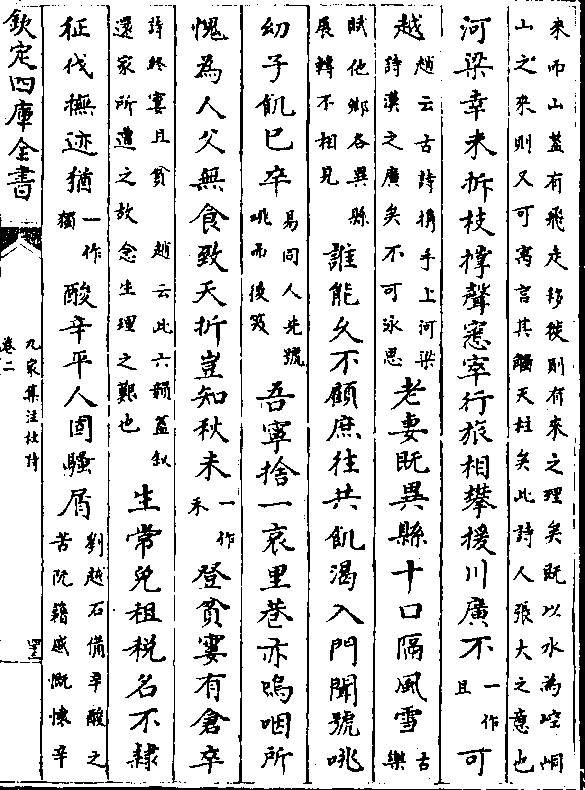 來而山蓋有飛走移徙則有來之理矣既以水為崆峒
山之來則又可寓言其觸天柱矣此詩人張大之意也
河梁幸未拆枝撐聲窸窣行旅相攀援川廣不一作且可
越趙云古詩攜手上河梁詩漢之廣矣不可泳思老妻既異縣十口隔風雪古樂
賦他鄉各異縣展轉不相見誰能久不顧庶往共飢渴入門聞號咷
幼子飢已卒易同人先號咷而後笑吾寧捨一哀里巷亦嗚咽所
愧為人父無食致夭折豈知秋未一作禾登貧窶有倉卒
詩終窶且貧 趙云此六韻蓋叙還家所遭之故念生理之艱也生常免租稅名不隸
征伐撫迹猶一作獨酸辛平人固騷屑劉越石備辛酸之苦阮籍感慨懷辛
欽定四庫全書
九家集注杜詩
卷二